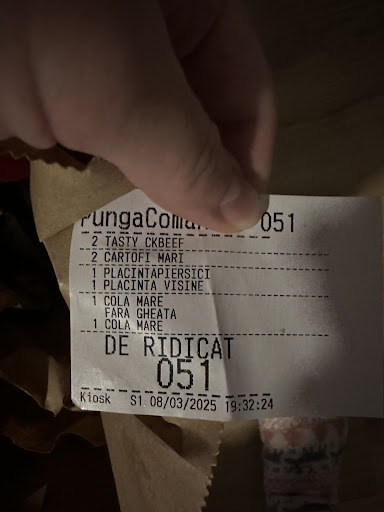 051
2 TASTY CKBEEF
2 CARTOFI MARI
1 PLACINTAPIERSICI
1 PLACINTA VISINE
1 COLA MARE
FARA GHEATA
1 COLA MARE
DE RIDICAT
051
Kiosk S1 08/03/2025 19:32:24